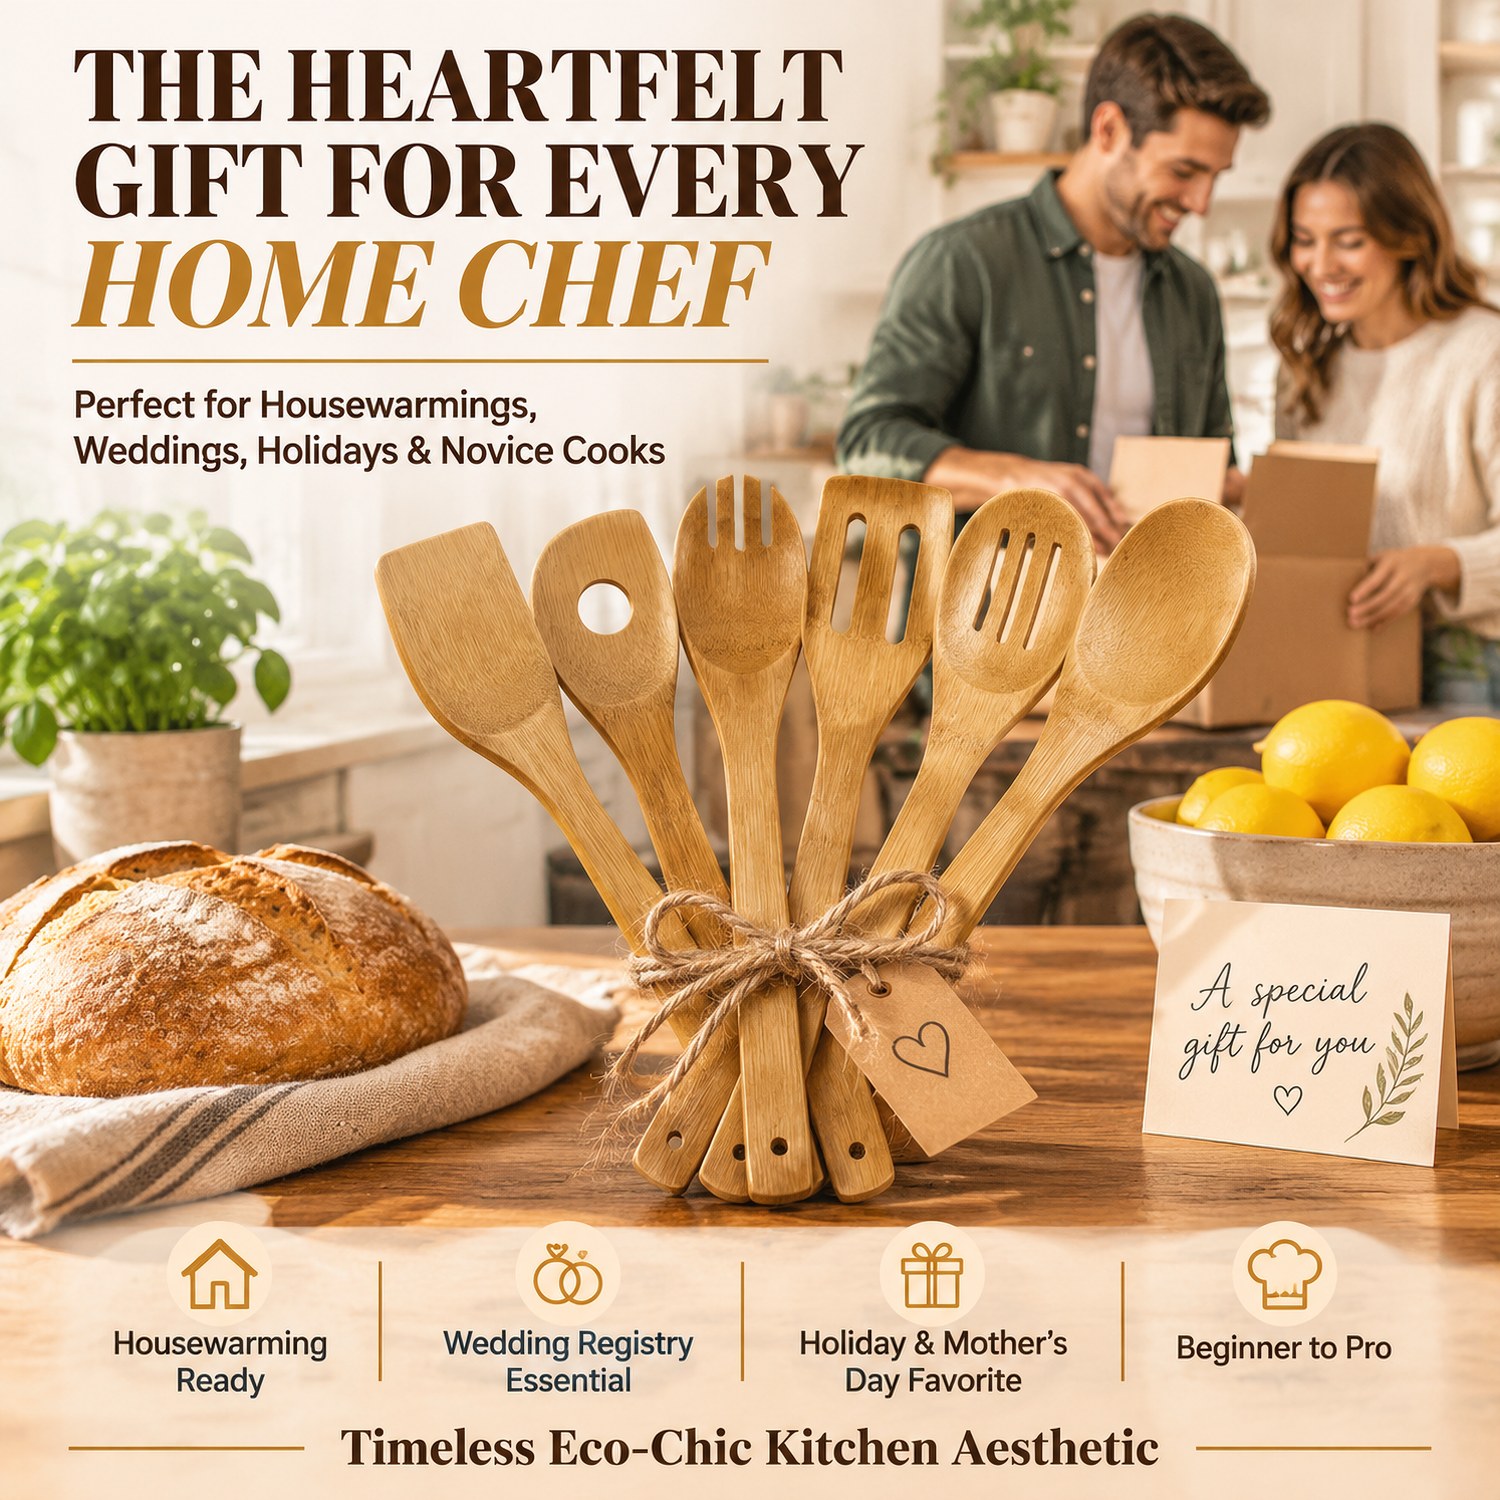 THE HEARTFELT
GIFT FOR EVERY
HOME CHEF
Perfect for Housewarmings,
Weddings, Holidays & Novice Cooks
A special
gift for you
Housewarming
Ready
Wedding Registry
Essential
Holiday & Mother's
Day Favorite
Beginner to Pro
Timeless Eco-Chic Kitchen Aesthetic